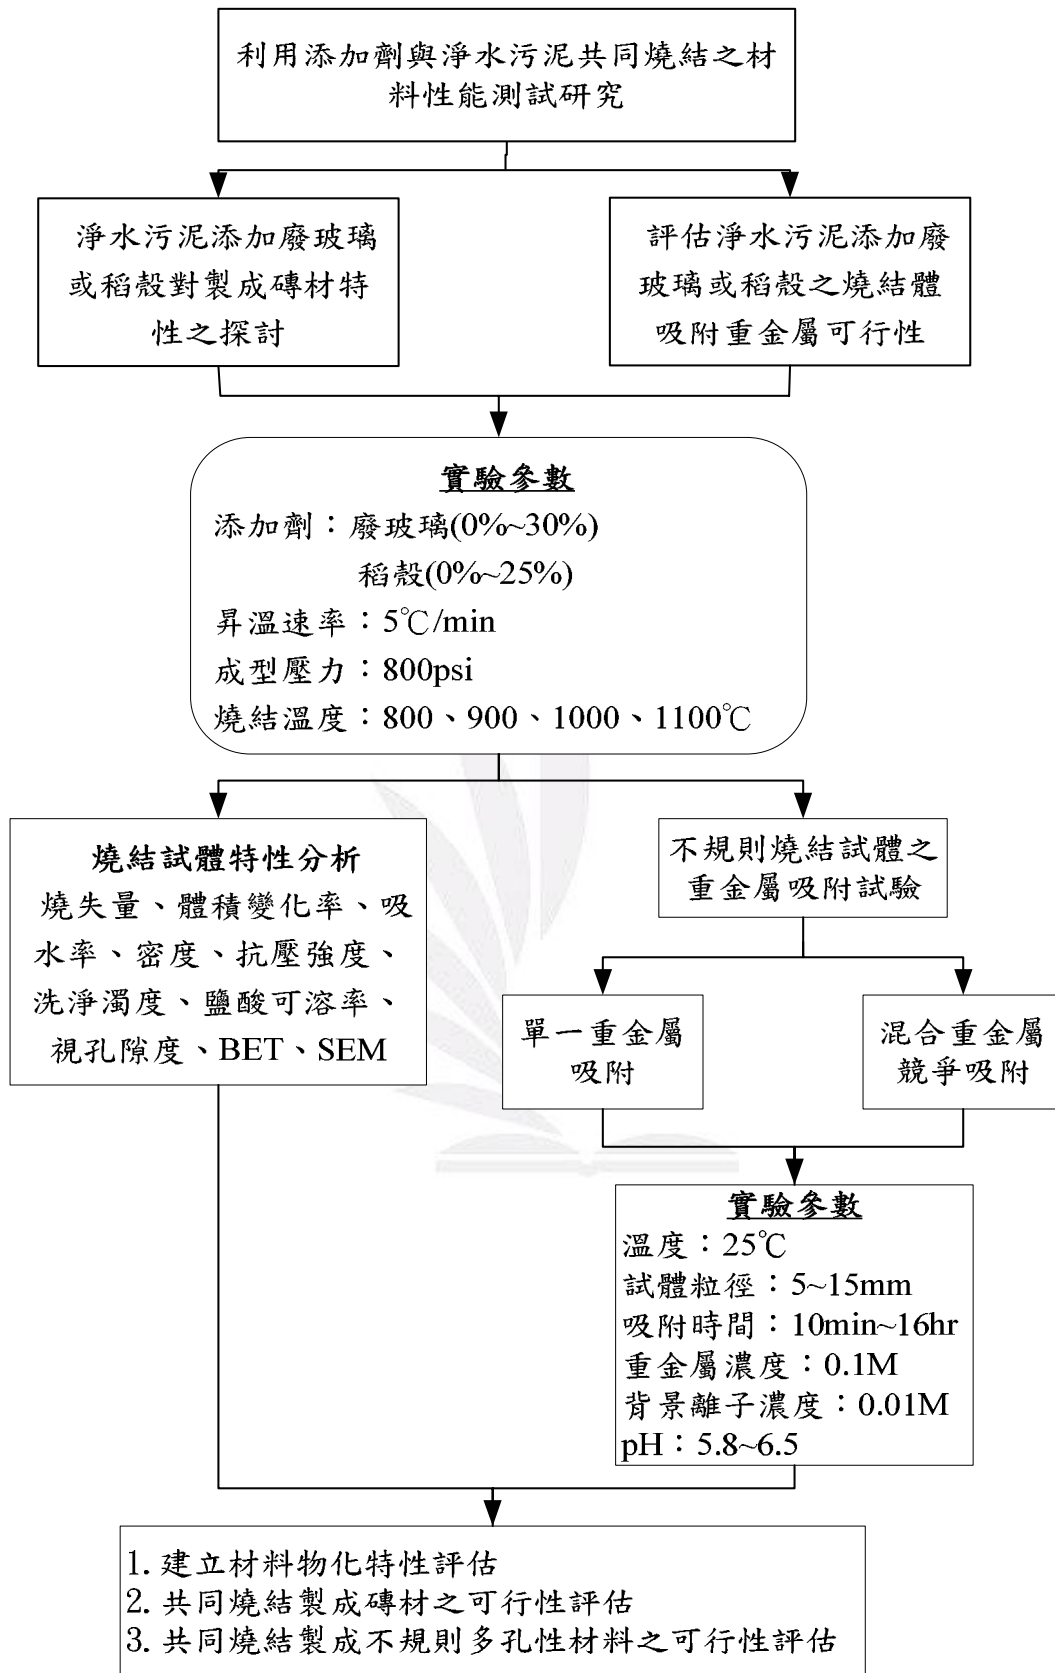 利用添加劑與淨水污泥共同燒結之材
料性能測試研究
淨水污泥添加廢玻璃
或稻殼對製成磚材特
性之探討
評估淨水污泥添加廢
玻璃或稻殼之燒結體
吸附重金屬可行性
實驗參數
添加劑：廢玻璃(0%~30%)
稻殼(0%~25%)
昇溫速率：5℃/min
成型壓力：800psi
燒結溫度：800、900、1000、1100℃
燒結試體特性分析
燒失量、體積變化率、吸
水率、密度、抗壓強度、
洗淨濁度、鹽酸可溶率、
視孔隙度、BET、SEM
不規則燒結試體之
重金屬吸附試驗
單一重金屬
吸附
混合重金屬
競爭吸附
實驗參數
溫度：25℃
試體粒徑：5~15mm
吸附時間：10min~16hr
重金屬濃度：0.1M
背景離子濃度：0.01M
pH：5.8~6.5
1. 建立材料物化特性評估
2. 共同燒結製成磚材之可行性評估
3. 共同燒結製成不規則多孔性材料之可行性評估